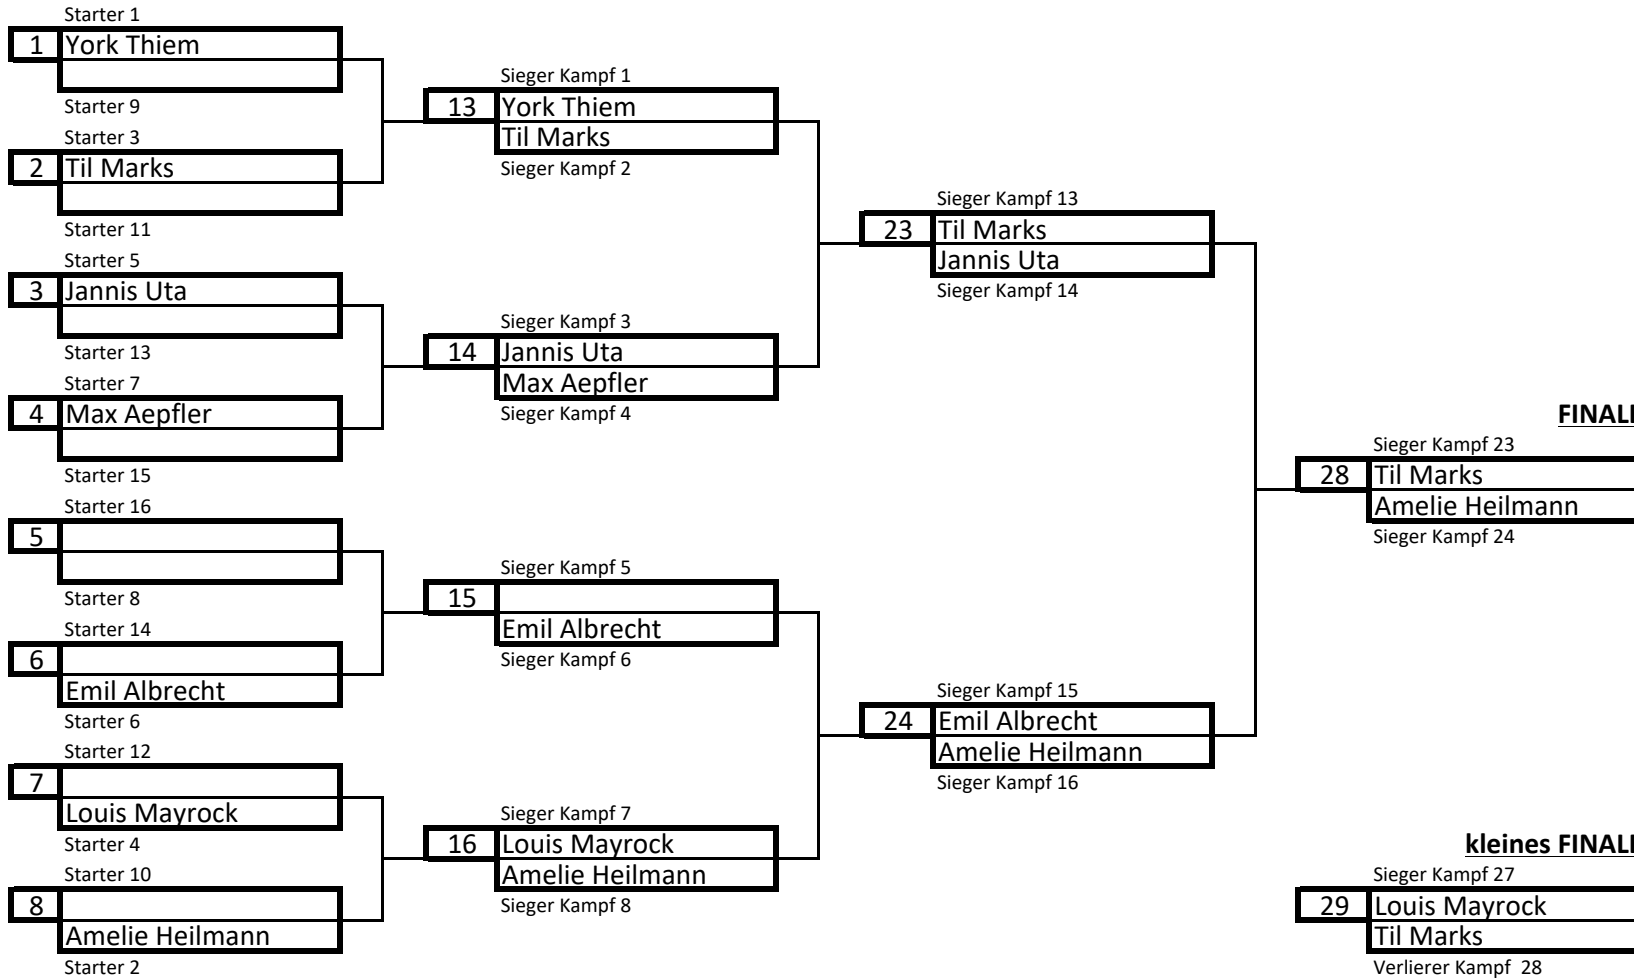 Starter 1
1 York Thiem
Starter 9
Starter 3
2 Til Marks
Starter 11
Starter 5
3 Jannis Uta
Starter 13
Starter 7
4 Max Aepfler
Starter 15
Starter 16
5
Starter 8
Starter 14
6
Emil Albrecht
Starter 6
Starter 12
7
Louis Mayrock
Starter 4
Starter 10
8
Amelie Heilmann
Starter 2
Sieger Kampf 1
13 York Thiem
Til Marks
Sieger Kampf 2
Sieger Kampf 3
14 Jannis Uta
Max Aepfler
Sieger Kampf 4
Sieger Kampf 5
15
Emil Albrecht
Sieger Kampf 6
Sieger Kampf 7
16 Louis Mayrock
Amelie Heilmann
Sieger Kampf 8
Sieger Kampf 13
23 Til Marks
Jannis Uta
Sieger Kampf 14
Sieger Kampf 15
24 Emil Albrecht
Amelie Heilmann
Sieger Kampf 16
FINALE
Sieger Kampf 23
28 Til Marks
Amelie Heilmann
Sieger Kampf 24
kleines FINALE
Sieger Kampf 27
29 Louis Mayrock
Til Marks
Verlierer Kampf 28